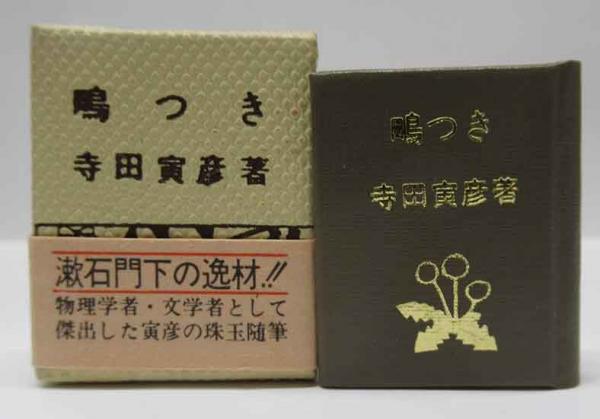 鴫つき
寺田寅彦著
漱石門下の逸材!!
物理学者・文学者として
傑出した寅彦の珠玉随筆
鴫つき
寺田寅彦著